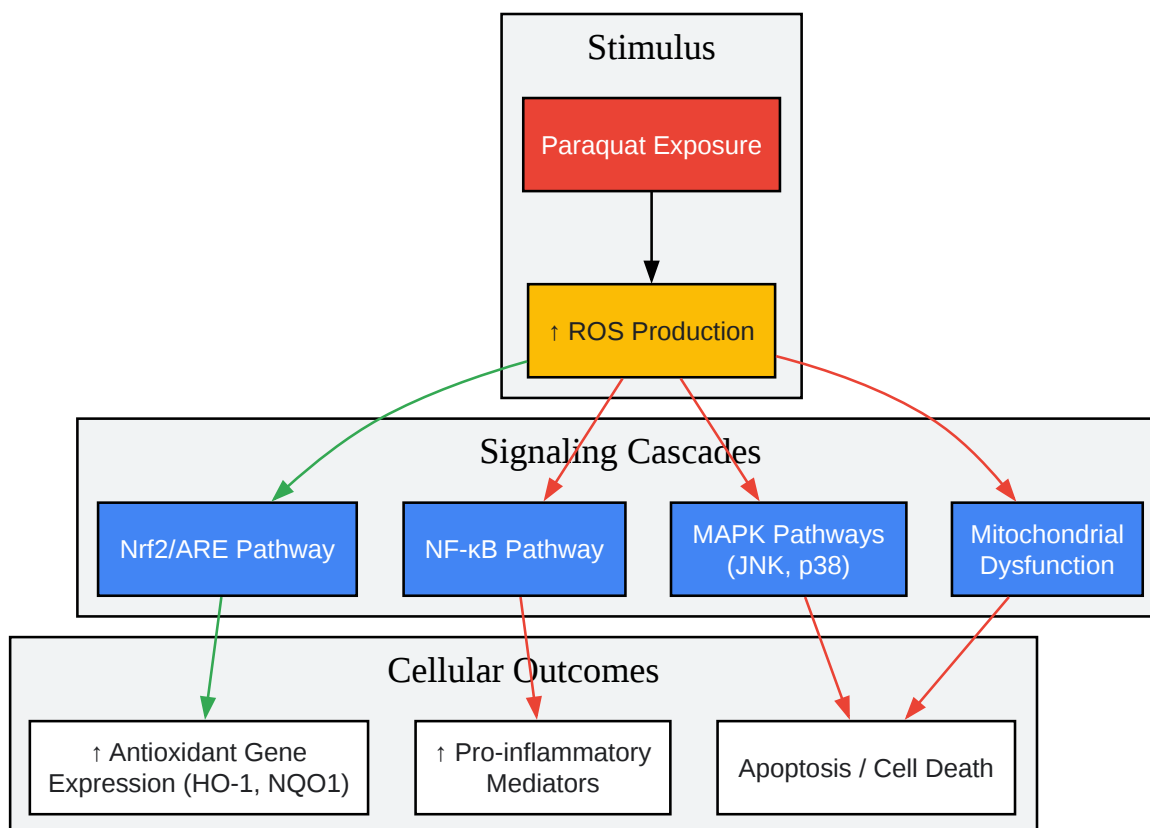 Stimulus
Paraquat Exposure
↑ ROS Production
Signaling Cascades
Nrf2/ARE Pathway
NF-κB Pathway
MAPK Pathways
(JNK, p38)
Mitochondrial
Dysfunction
Cellular Outcomes
↑ Antioxidant Gene
Expression (HO-1, NQO1)
↑ Pro-inflammatory
Mediators
Apoptosis / Cell Death